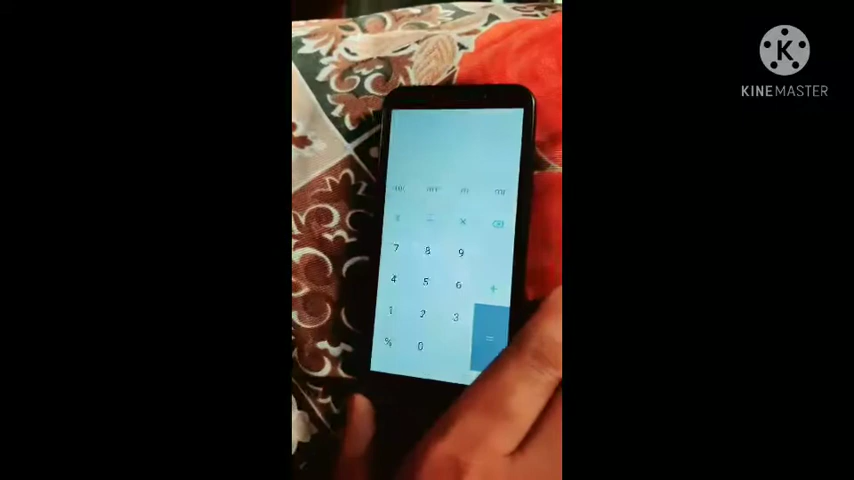 K
KINEMASTER
×
7 8 9
4 5 6 +
1 2 3
% 0 =